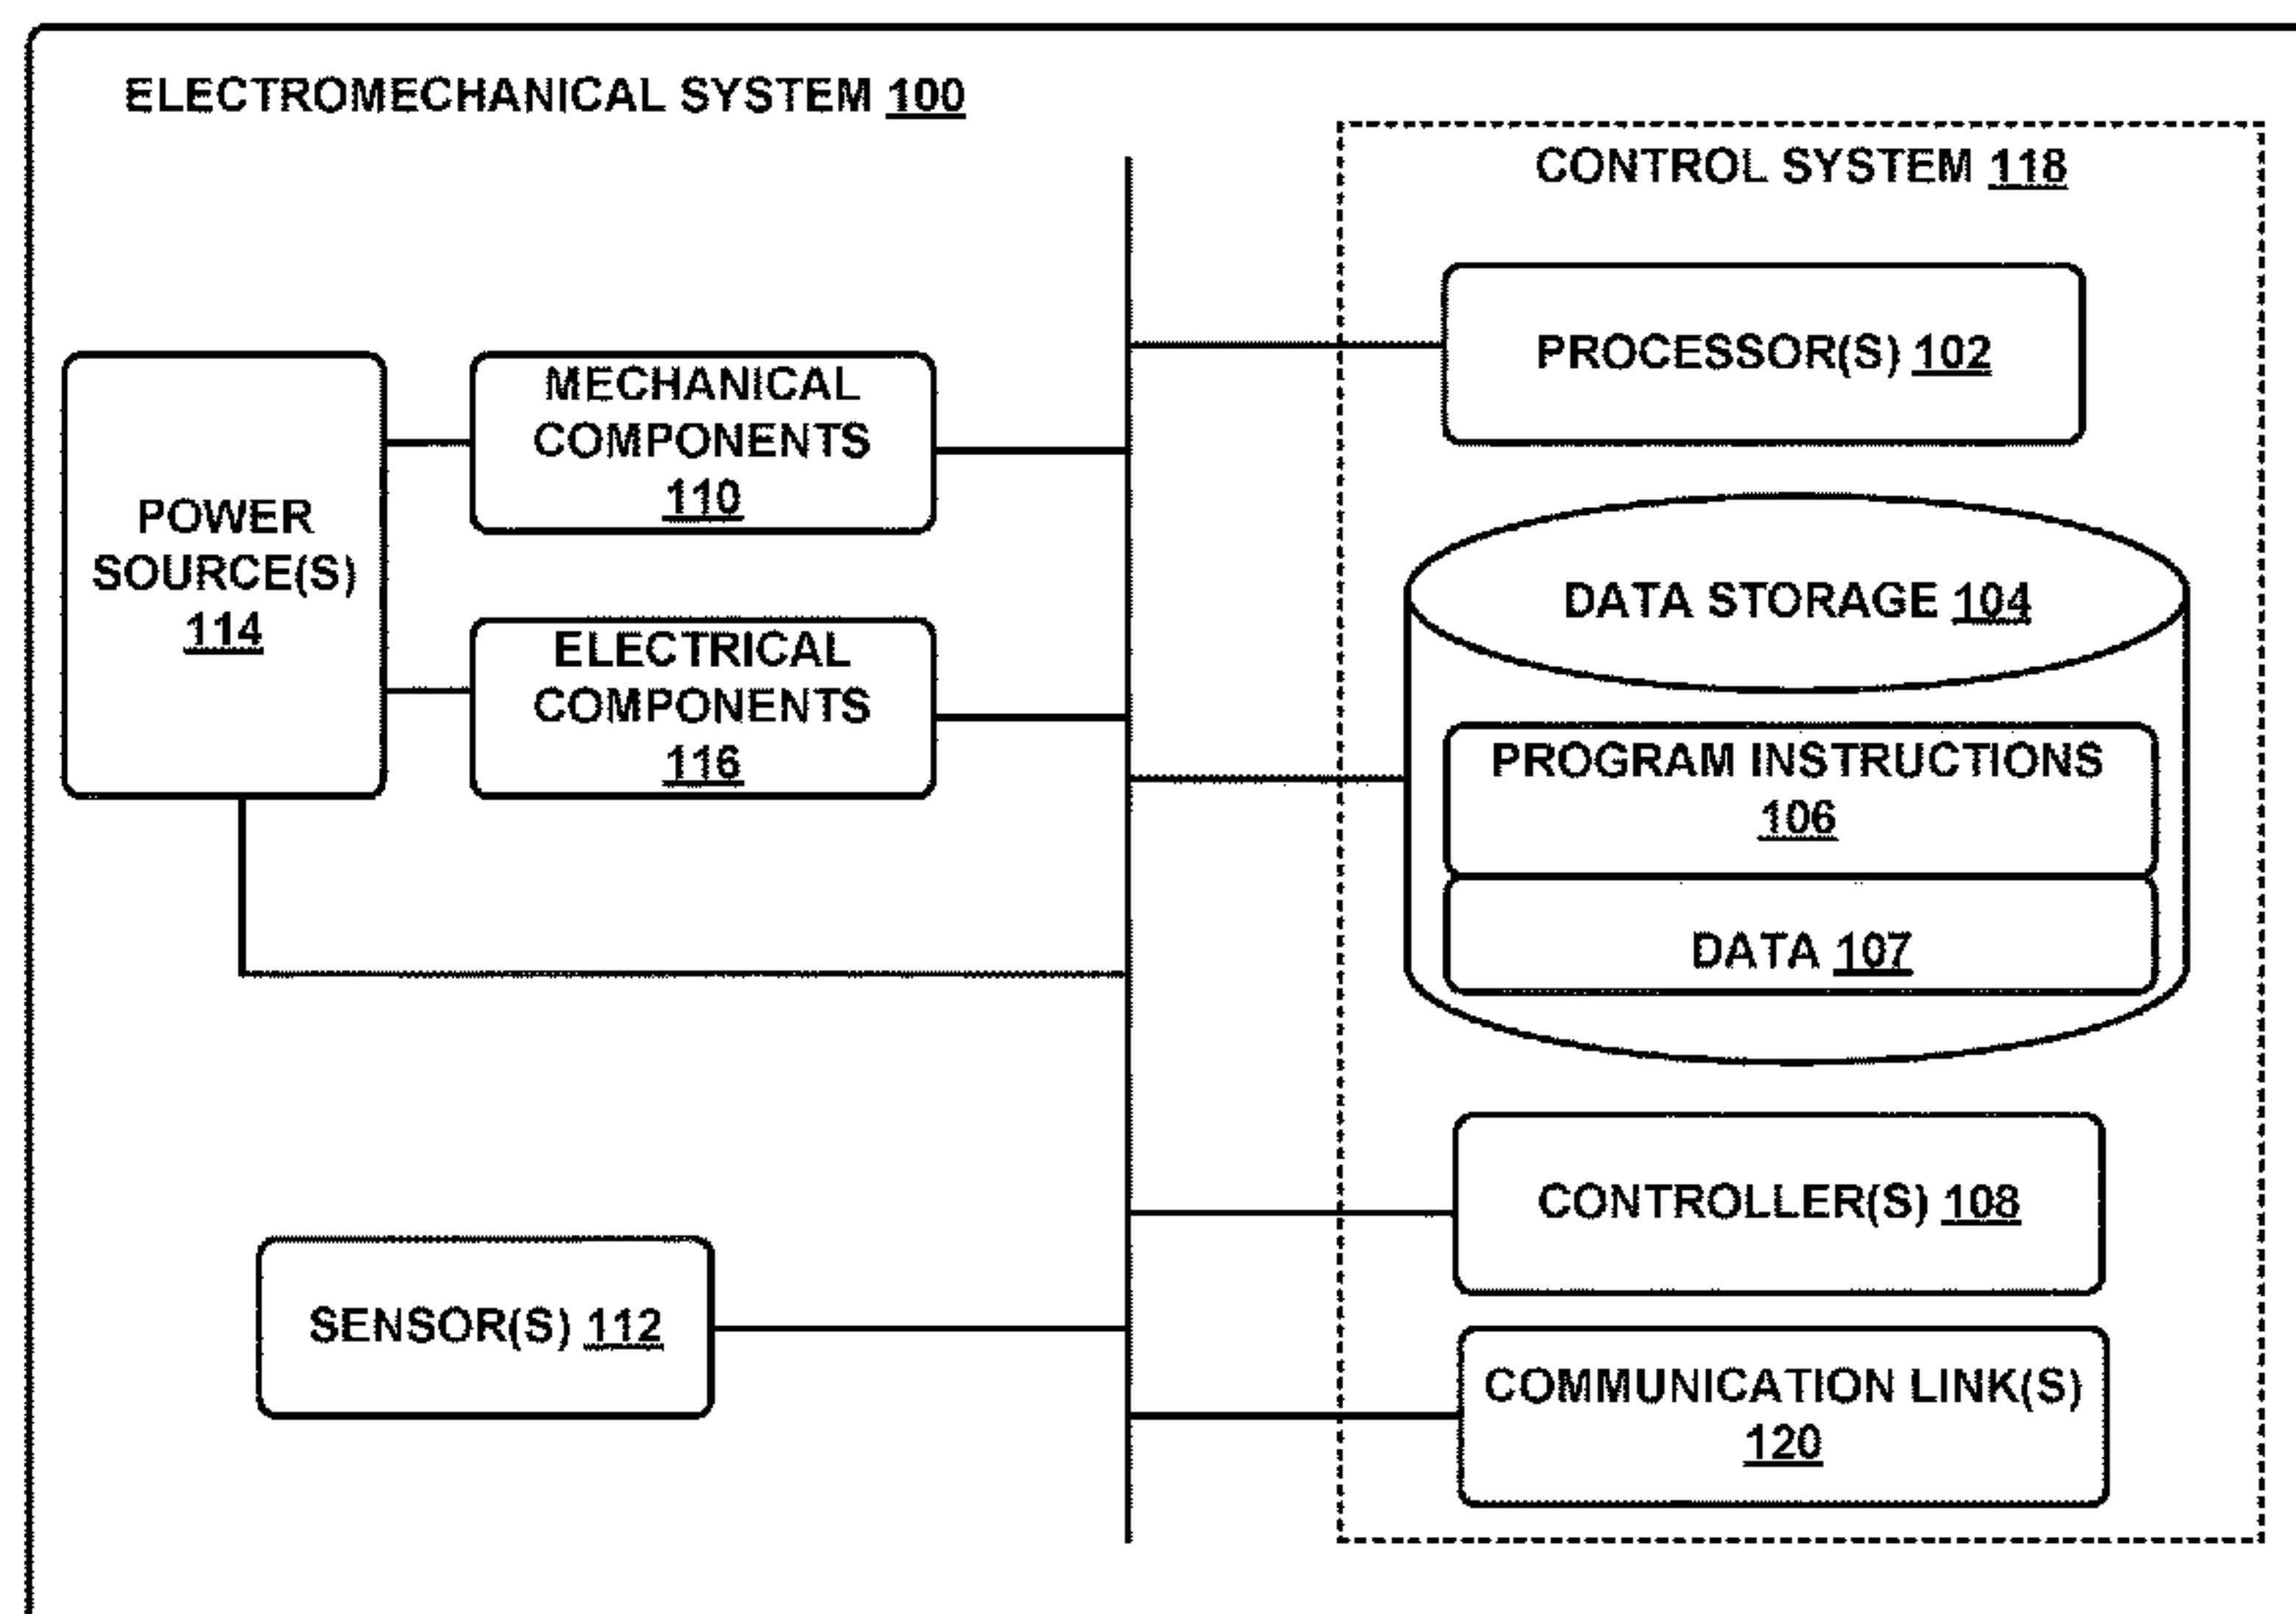 ELECTROMECHANICAL SYSTEM 100
POWER
SOURCE(S)
114
MECHANICAL
COMPONENTS
110
ELECTRICAL
COMPONENTS
116
SENSOR(S) 112
CONTROL SYSTEM 118
PROCESSOR(S) 102
DATA STORAGE 104
PROGRAM INSTRUCTIONS
106
DATA 107
CONTROLLER(S) 108
COMMUNICATION LINK(S)
120